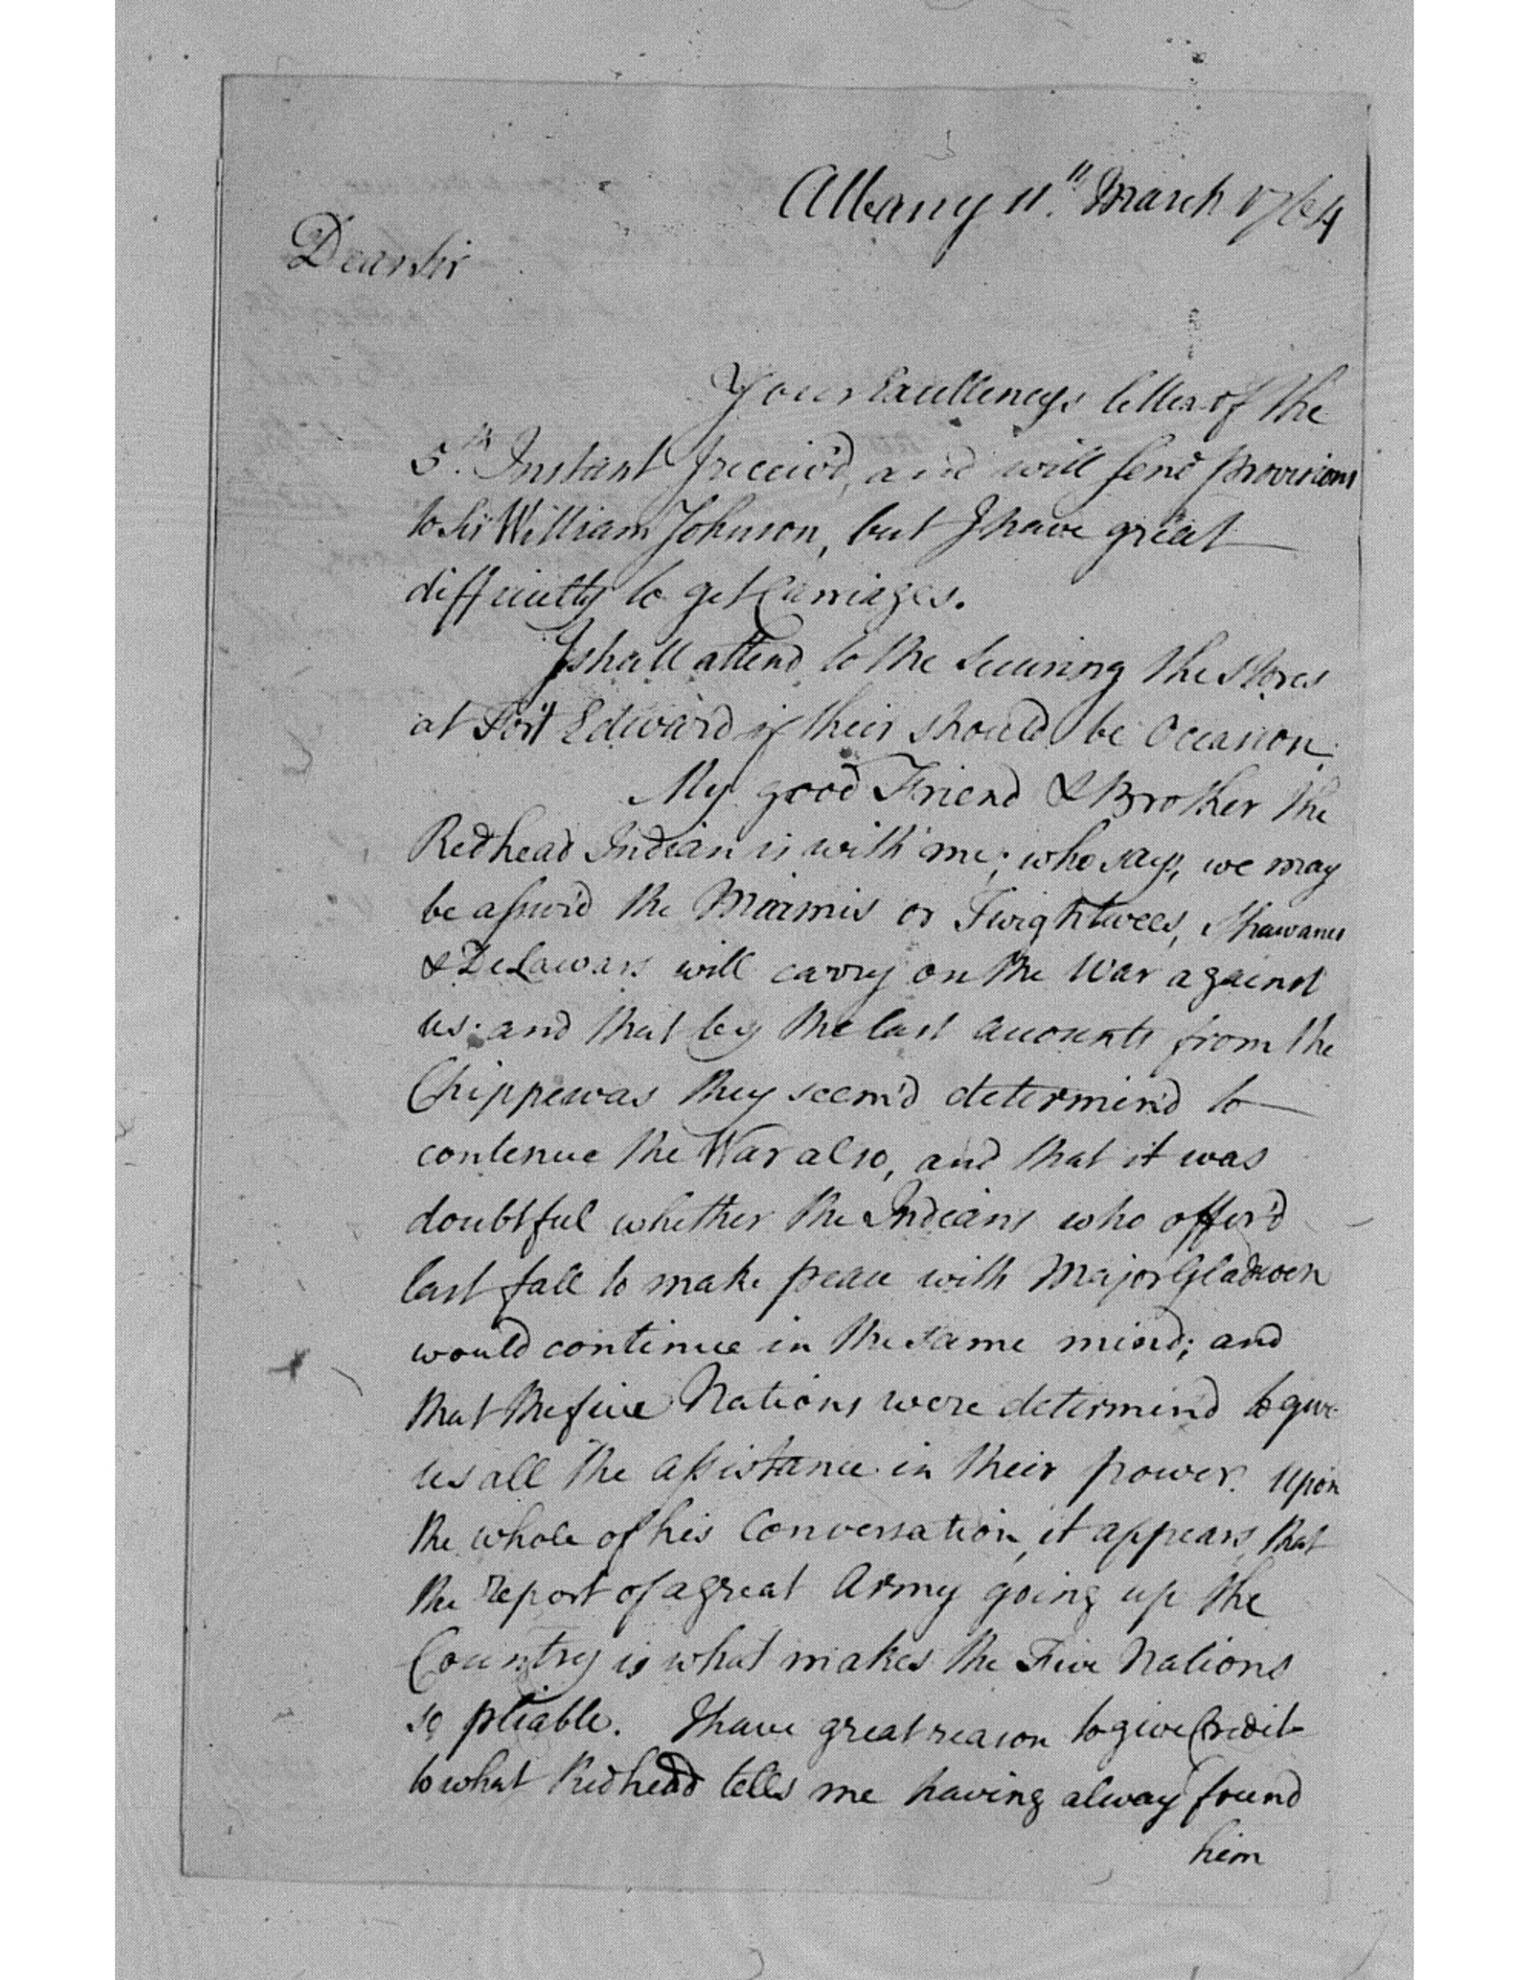 Albany 11th March 1764
Dear Sir
Your Excellencys letter of the
5th Instant I receiv'd, and will send provisions
to Sir William Johnson, but I have great
difficulty to get Carriages.
I shall attend to the Securing the Stores
at Fort Edward if their should be Occasion.
My good Friend & Brother the
Redhead Indian is with me; who says, we may
be assur'd the Miamis or Twightwees, Shawanes
& DeLawars will carry on the War against
us. and that by the last accounts from the
Chippewas they seem'd determin'd to
contenue the War also, and that it was
doubtful whether the Indians who offer'd
last fall to make peace with Major Gladwen
would continue in the same mind; and
that the five Nations were determin'd to give
us all the assistance in their power. Upon
the whole of his Conversation, it appears, that
the report of a great Army going up the
Country is what makes the Five Nations
so pliable. I have great reason to give Credit
to what Redhead tells me having alway found
him